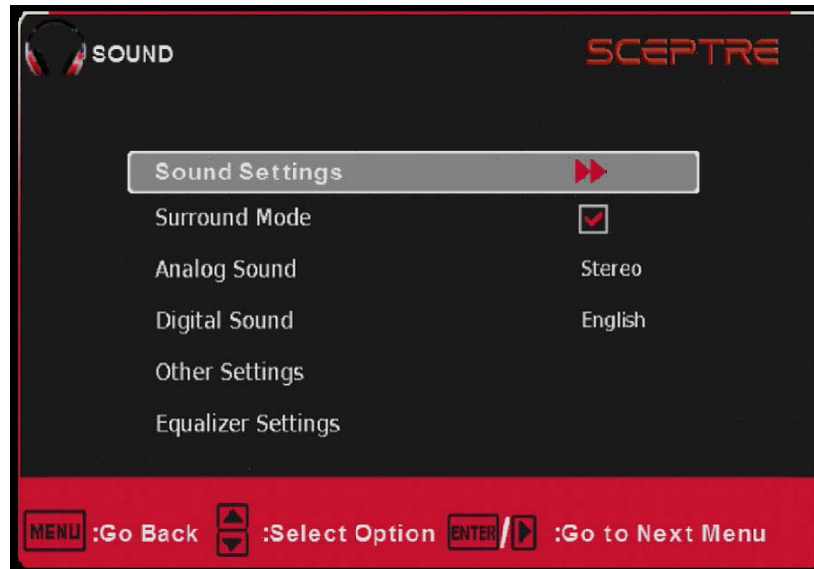 SOUND
SCEPTRE
Sound Settings
Surround Mode
Analog Sound Stereo
Digital Sound English
Other Settings
Equalizer Settings
MENU :Go Back :Select Option ENTER/ :Go to Next Menu